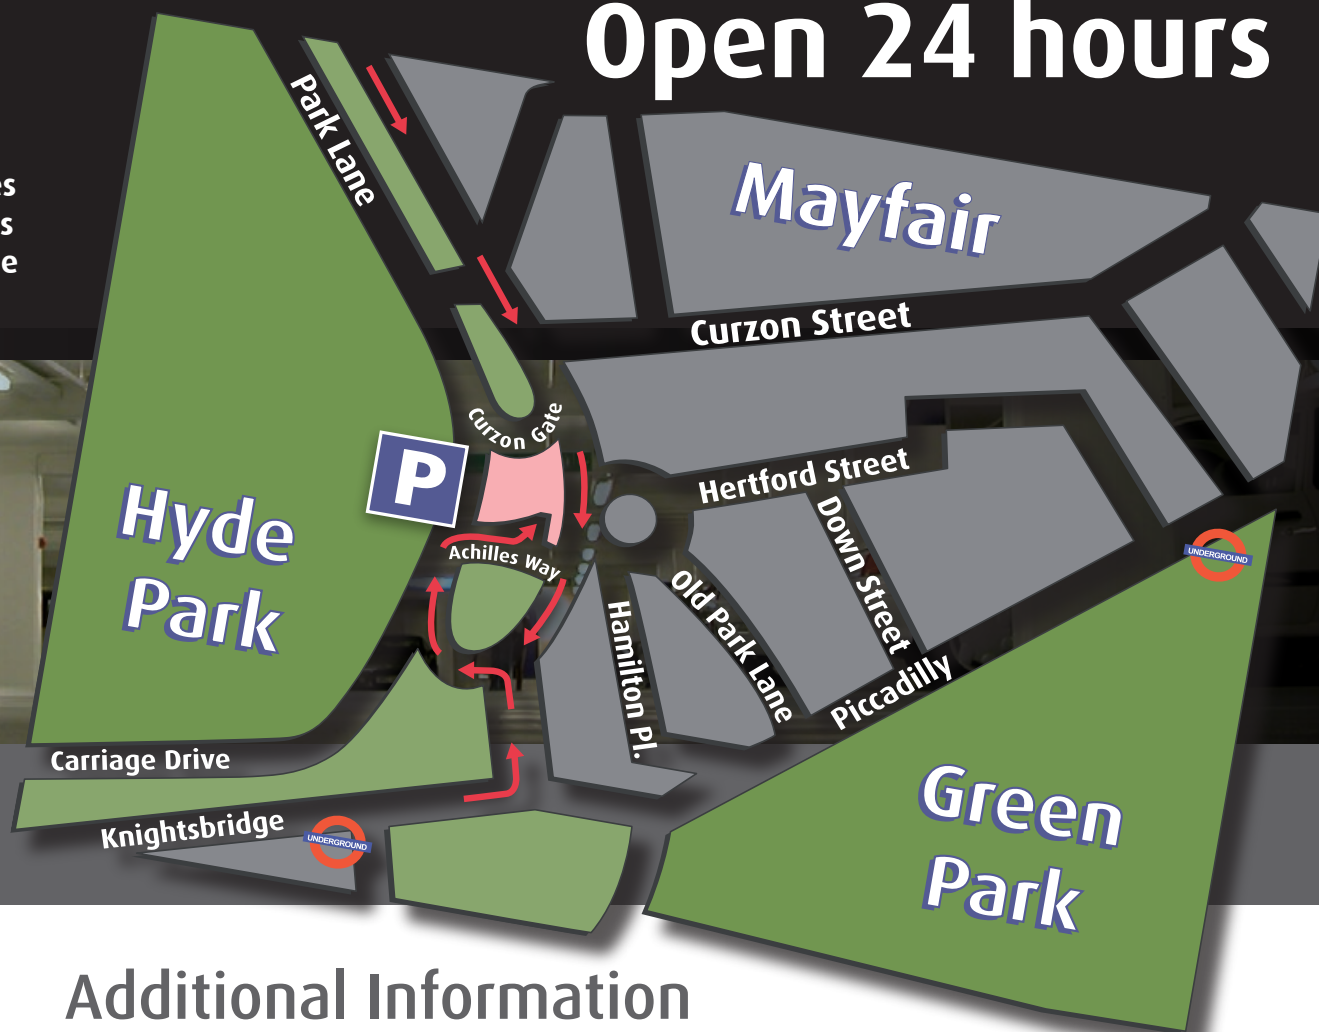 Open 24 hours
Park Lane
Mayfair
Curzon Street
Curzon Gate
P
Hertford Street
Hyde
Park
Achilles Way
Down Street
UNDERGROUND
Old Park Lane
Hamilton Pl.
Piccadilly
Carriage Drive
Knightsbridge
UNDERGROUND
Green
Park
Additional Information